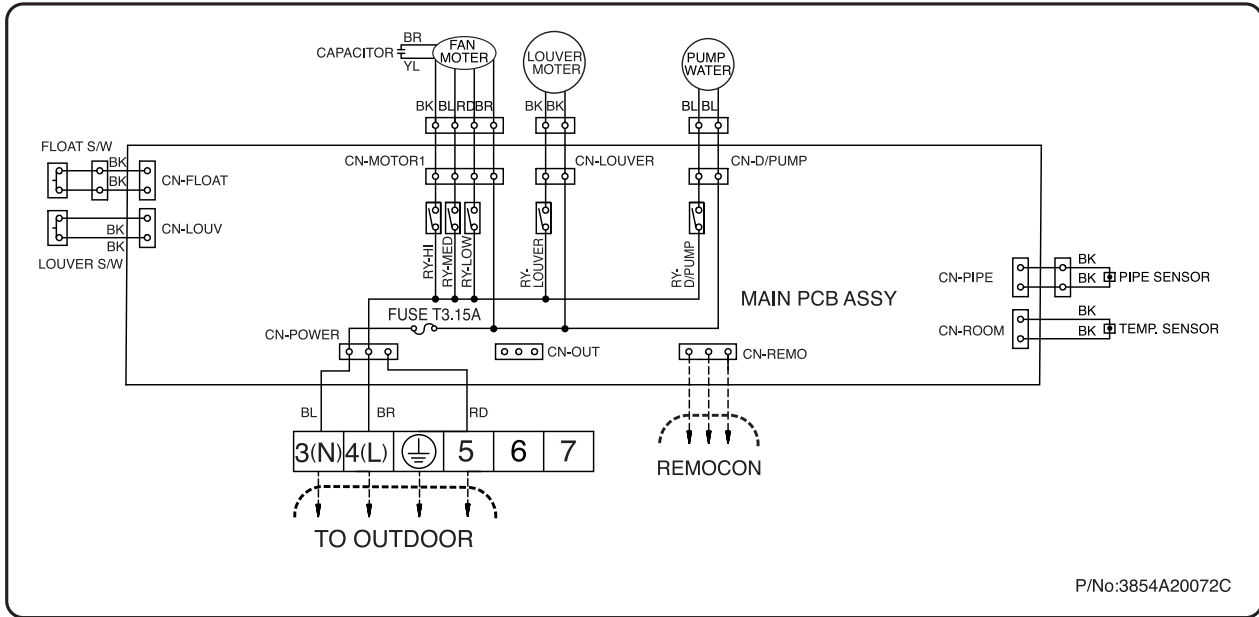 BR
CAPACITOR
YL
FAN
MOTER
LOUVER
MOTER
PUMP
WATER
BK BL RD BR
BK BK
BL BL
FLOAT S/W
BK
BK
CN-FLOAT
CN-MOTOR1
CN-LOUVER
CN-D/PUMP
BK
BK
CN-LOUV
LOUVER S/W
RY-HI
RY-MED
RY-LOW
RY-
LOUVER
RY-
D/PUMP
MAIN PCB ASSY
CN-PIPE
BK
BK
PIPE SENSOR
CN-ROOM
BK
BK
TEMP. SENSOR
FUSE T3.15A
CN-POWER
CN-OUT
CN-REMO
BL
BR
RD
3(N) 4(L) 5 6 7
REMOCON
TO OUTDOOR
P/No:3854A20072C